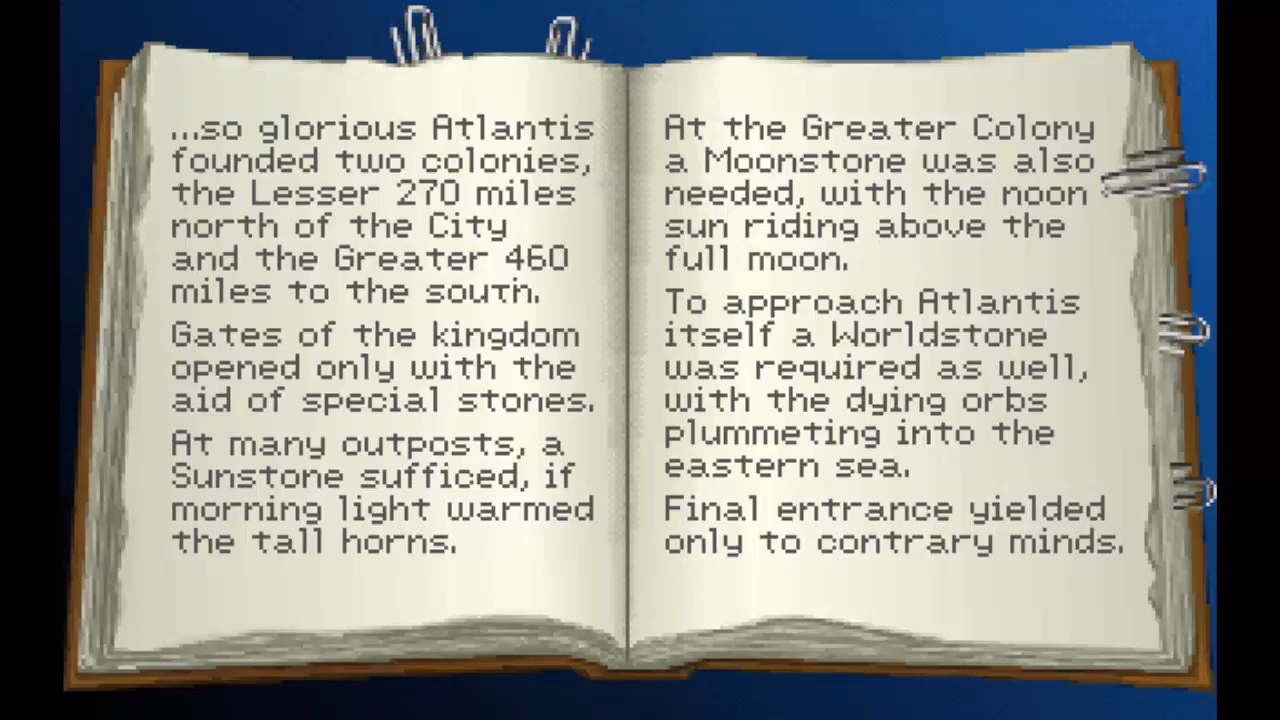 ...so glorious Atlantis
founded two colonies,
the Lesser 270 miles
north of the City
and the Greater 460
miles to the south.
Gates of the kingdom
opened only with the
aid of special stones.
At many outposts, a
Sunstone sufficed, if
morning light warmed
the tall horns.
At the Greater Colony
a Moonstone was also
needed, with the noon
sun riding above the
full moon.
To approach Atlantis
itself a Worldstone
was required as well,
with the dying orbs
plummeting into the
eastern sea.
Final entrance yielded
only to contrary minds.